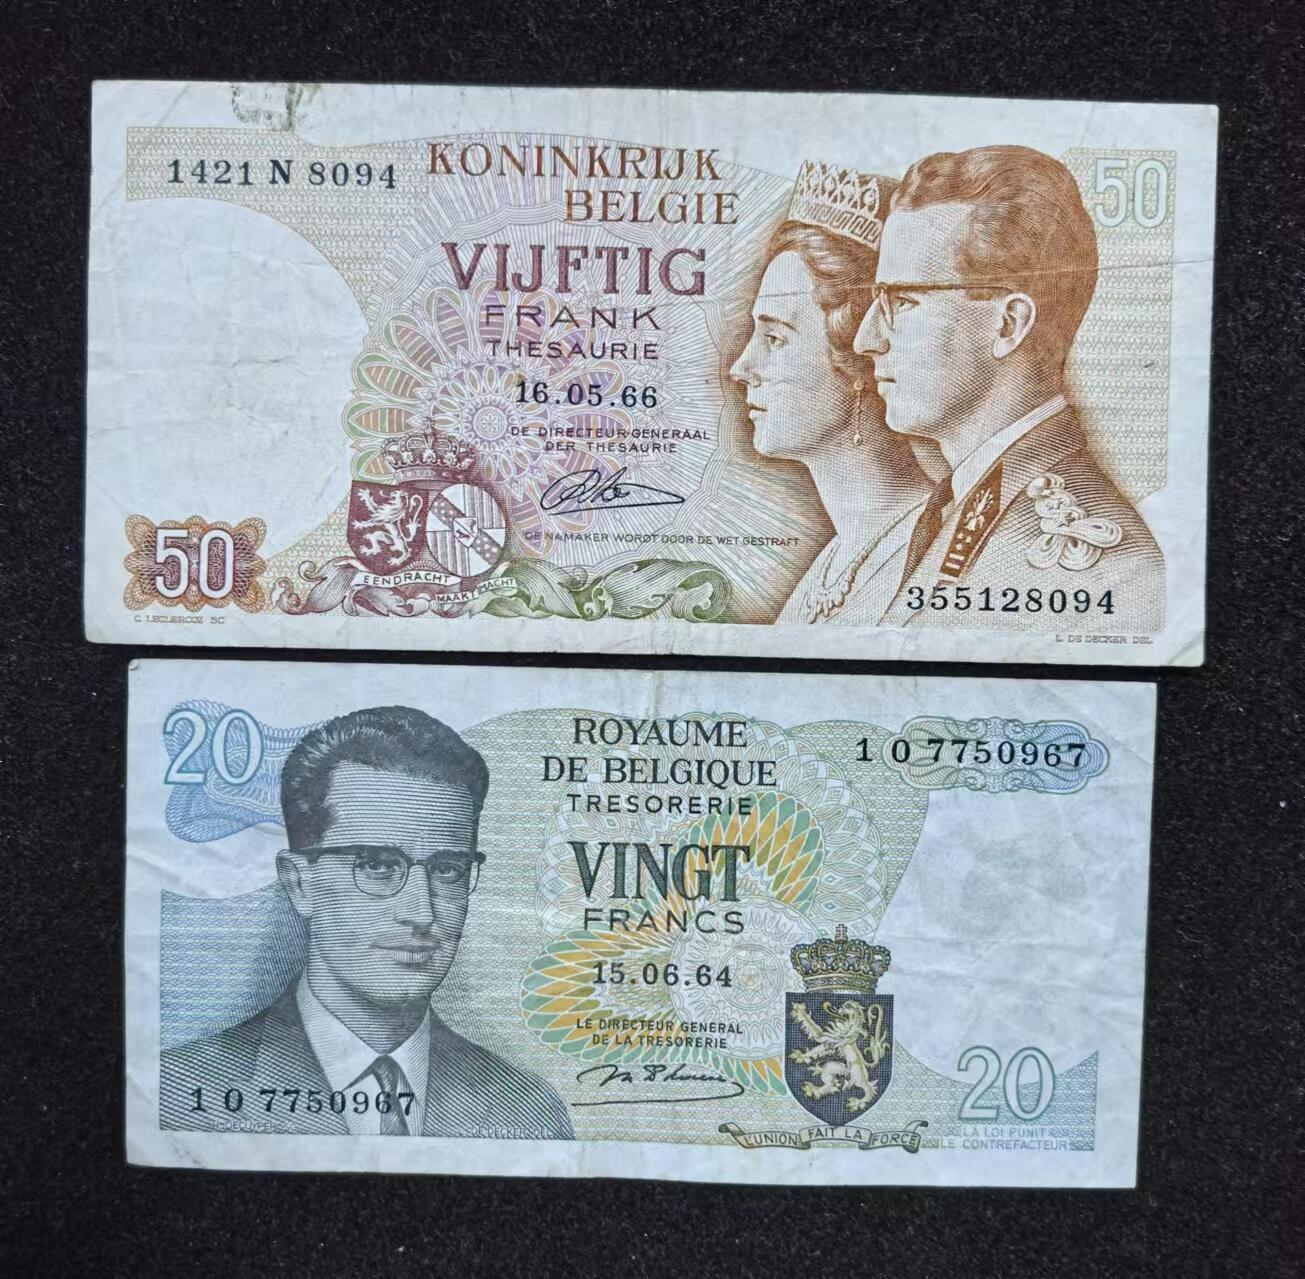 1421 N 8094
KONINKRIJK
BELGIE
50
VIJFTIG
FRANK
THESAURIE
16.05.66
DE DIRECTEUR-GENERAAL
DER THESAURIE
DE NAMAKER WORDT DOOR DE WET GESTRAFT
50
EENDRACHT
MAAKT MACHT
355128094
C. LECLERCQZ SC
L. DE DECKER DEL
20
ROYAUME
DE BELGIQUE
TRESORERIE
1 0 7750967
VINGT
FRANCS
15.06.64
LE DIRECTEUR GENERAL
DE LA TRESORERIE
1 0 7750967
20
L'UNION FAIT LA FORCE
LA LOI PUNIT
LE CONTREFACTEUR